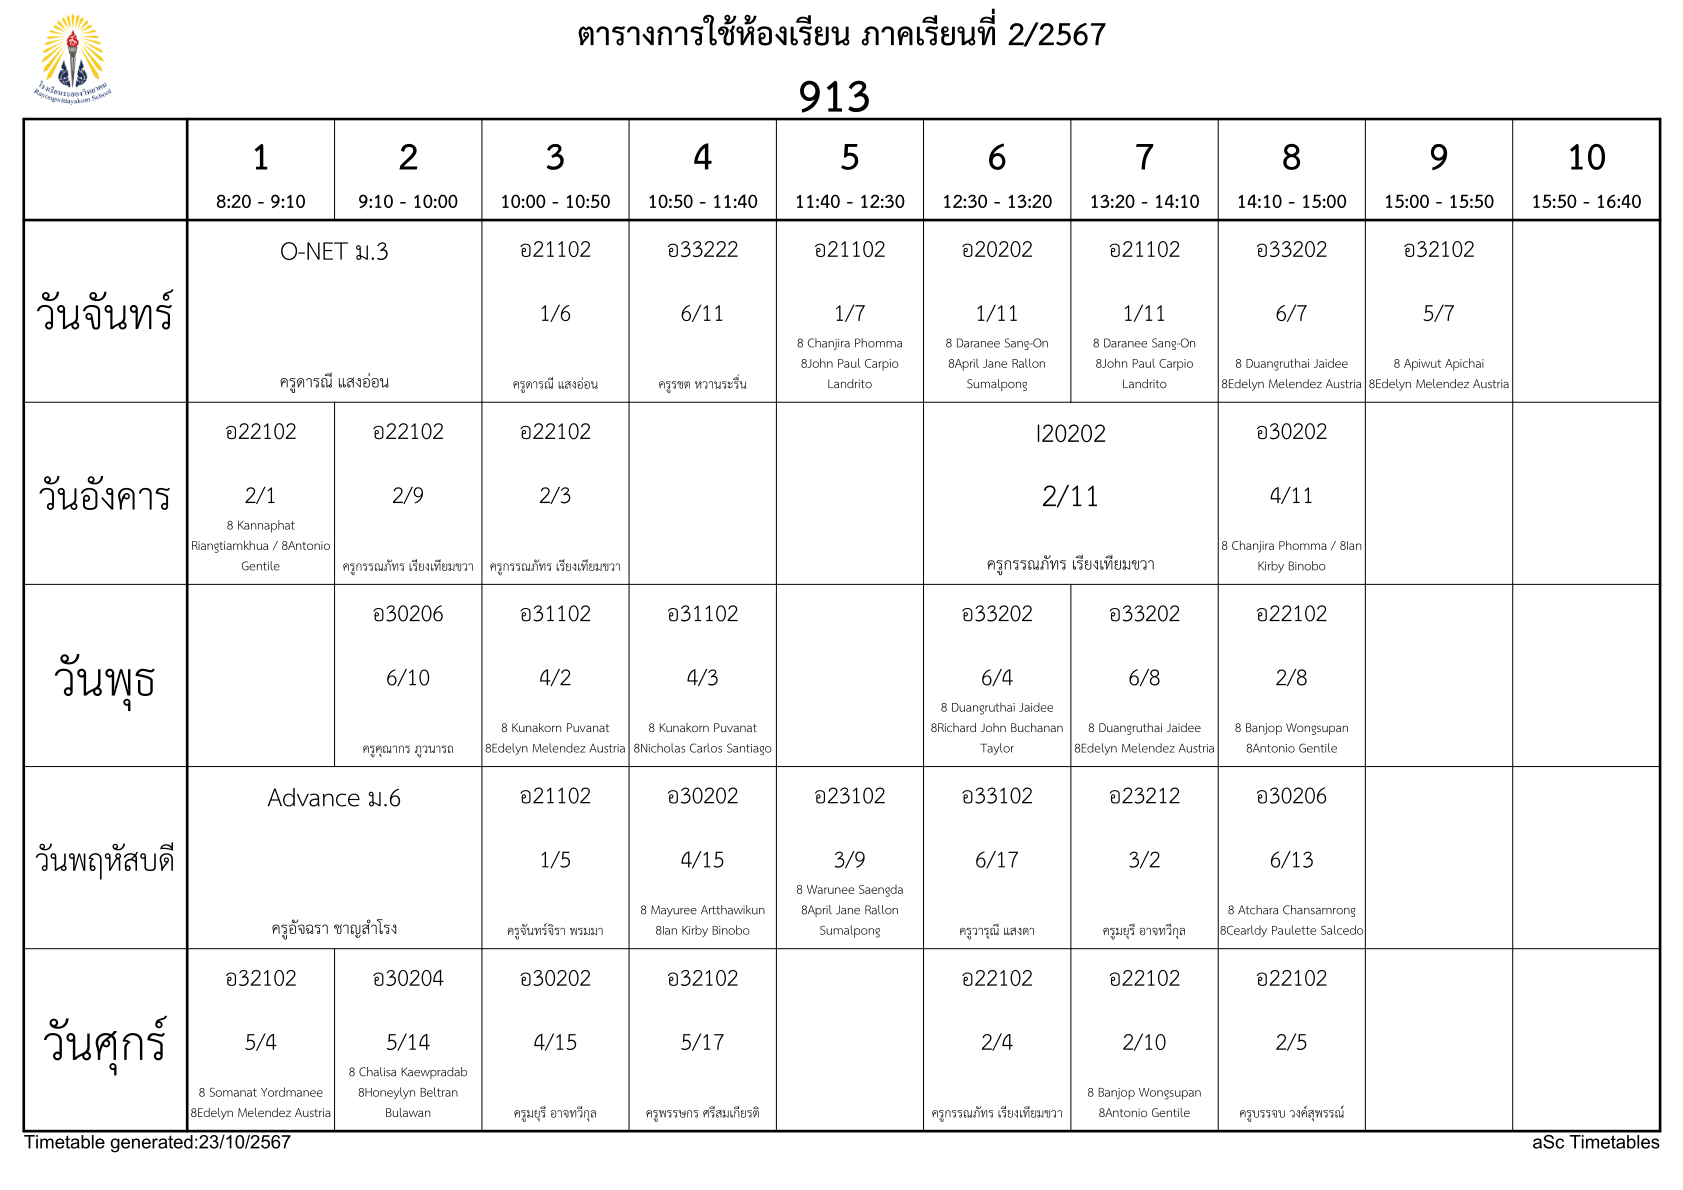 ตารางการใช้ห้องเรียน ภาคเรียนที่ 2/2567
โรงเรียนระยองวิทยาคม
Rayongwittayakom School
913
1 2 3 4 5 6 7 8 9 10
8:20 - 9:10 9:10 - 10:00 10:00 - 10:50 10:50 - 11:40 11:40 - 12:30 12:30 - 13:20 13:20 - 14:10 14:10 - 15:00 15:00 - 15:50 15:50 - 16:40
วันจันทร์
O-NET ม.3
ครูดารณี แสงอ่อน
อ21102
1/6
ครูดารณี แสงอ่อน
อ33222
6/11
ครูรชต หวานระรื่น
อ21102
1/7
8 Chanjira Phomma
8John Paul Carpio
Landrito
อ20202
1/11
8 Daranee Sang-On
8April Jane Rallon
Sumalpong
อ21102
1/11
8 Daranee Sang-On
8John Paul Carpio
Landrito
อ33202
6/7
8 Duangruthai Jaidee
8Edelyn Melendez Austria
อ32102
5/7
8 Apiwut Apichai
8Edelyn Melendez Austria
วันอังคาร
อ22102
2/1
8 Kannaphat
Riangtiamkhua / 8Antonio
Gentile
อ22102
2/9
ครูกรรณภัทร เรียงเทียมขวา
อ22102
2/3
ครูกรรณภัทร เรียงเทียมขวา
I20202
2/11
ครูกรรณภัทร เรียงเทียมขวา
อ30202
4/11
8 Chanjira Phomma / 8Ian
Kirby Binobo
วันพุธ
อ30206
6/10
ครูคุณากร ภูวนารถ
อ31102
4/2
8 Kunakorn Puvanat
8Edelyn Melendez Austria
อ31102
4/3
8 Kunakorn Puvanat
8Nicholas Carlos Santiago
อ33202
6/4
8 Duangruthai Jaidee
8Richard John Buchanan
Taylor
อ33202
6/8
8 Duangruthai Jaidee
8Edelyn Melendez Austria
อ22102
2/8
8 Banjop Wongsupan
8Antonio Gentile
วันพฤหัสบดี
Advance ม.6
ครูอัจฉรา ชาญสำโรง
อ21102
1/5
ครูจันทร์จิรา พรมมา
อ30202
4/15
8 Mayuree Artthawikun
8Ian Kirby Binobo
อ23102
3/9
8 Warunee Saengda
8April Jane Rallon
Sumalpong
อ33102
6/17
ครูวารุณี แสงดา
อ23212
3/2
ครูมยุรี อาจทวีกุล
อ30206
6/13
8 Atchara Chansamrong
8Cearldy Paulette Salcedo
วันศุกร์
อ32102
5/4
8 Somanat Yordmanee
8Edelyn Melendez Austria
อ30204
5/14
8 Chalisa Kaewpradab
8Honeylyn Beltran
Bulawan
อ30202
4/15
ครูมยุรี อาจทวีกุล
อ32102
5/17
ครูพรรษกร ศรีสมเกียรติ
อ22102
2/4
ครูกรรณภัทร เรียงเทียมขวา
อ22102
2/10
8 Banjop Wongsupan
8Antonio Gentile
อ22102
2/5
ครูบรรจบ วงค์สุพรรณ์
Timetable generated:23/10/2567
aSc Timetables